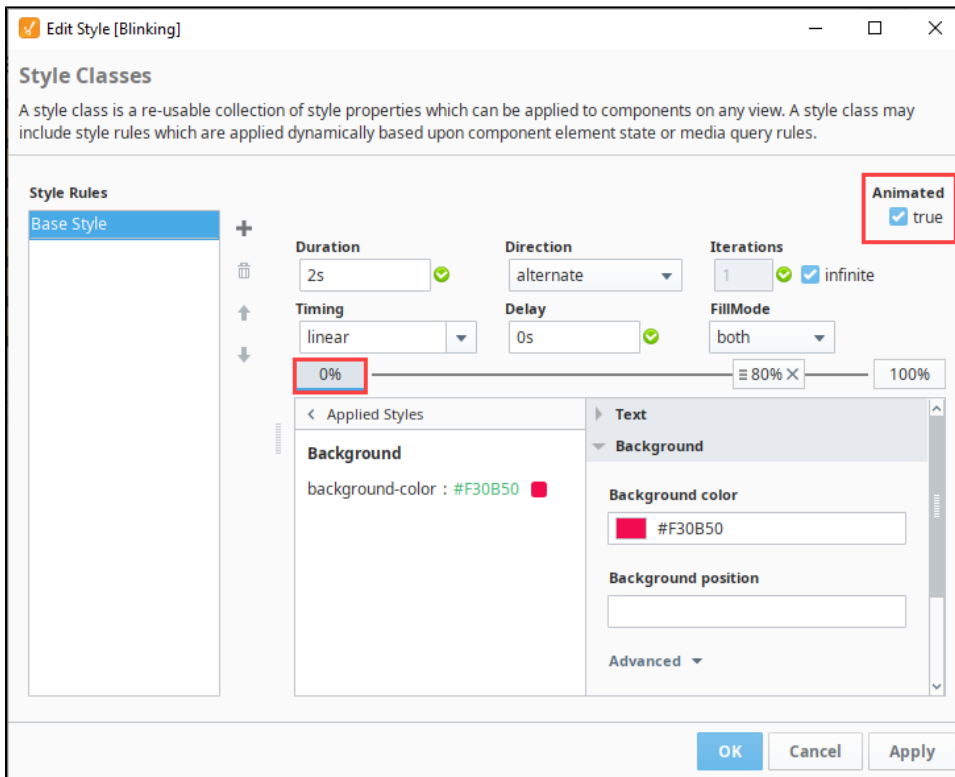 Edit Style [Blinking]
Style Classes
A style class is a re-usable collection of style properties which can be applied to components on any view. A style class may
include style rules which are applied dynamically based upon component element state or media query rules.
Style Rules
Animated
Base Style
true
Duration Direction Iterations
2s alternate 1 infinite
Timing Delay FillMode
linear 0s both
0% 80% 100%
Applied Styles
Background
background-color : #F30B50
Text
Background
Background color
#F30B50
Background position
Advanced
OK Cancel Apply